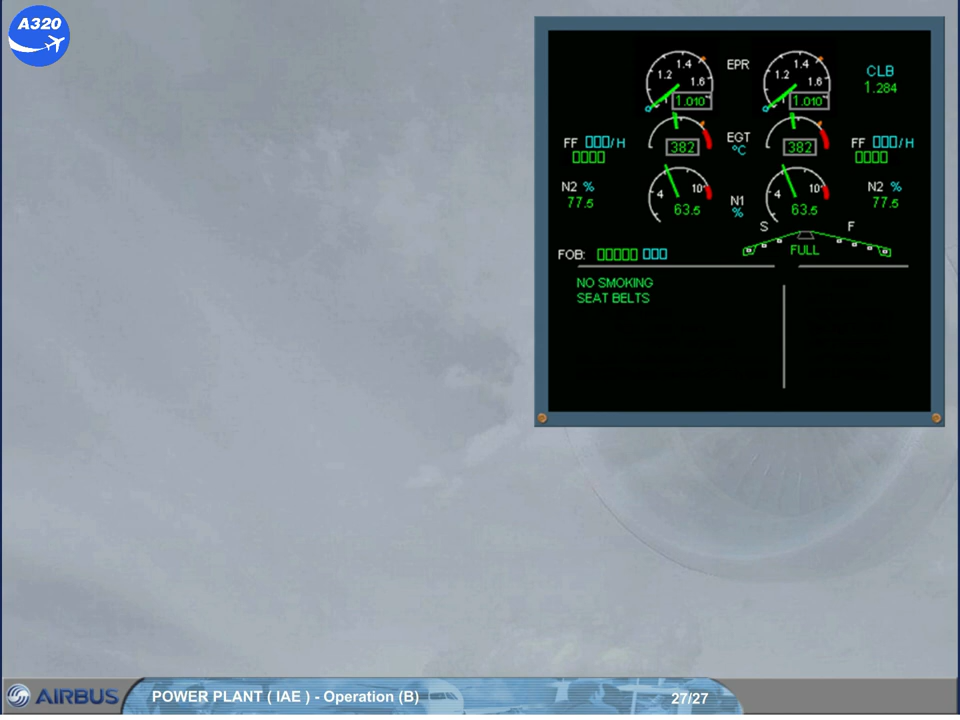 A320
1.4 EPR 1.4 CLB
1.2 1.6 1.2 1.6 1.284
1 1.010 1 1.010
FF /H 382 EGT °C 382 FF /H
N2 % 4 10 N1 % 4 10 N2 %
77.5 63.5 63.5 77.5
S F
FOB: FULL
NO SMOKING
SEAT BELTS
AIRBUS POWER PLANT ( IAE ) - Operation (B) 27/27